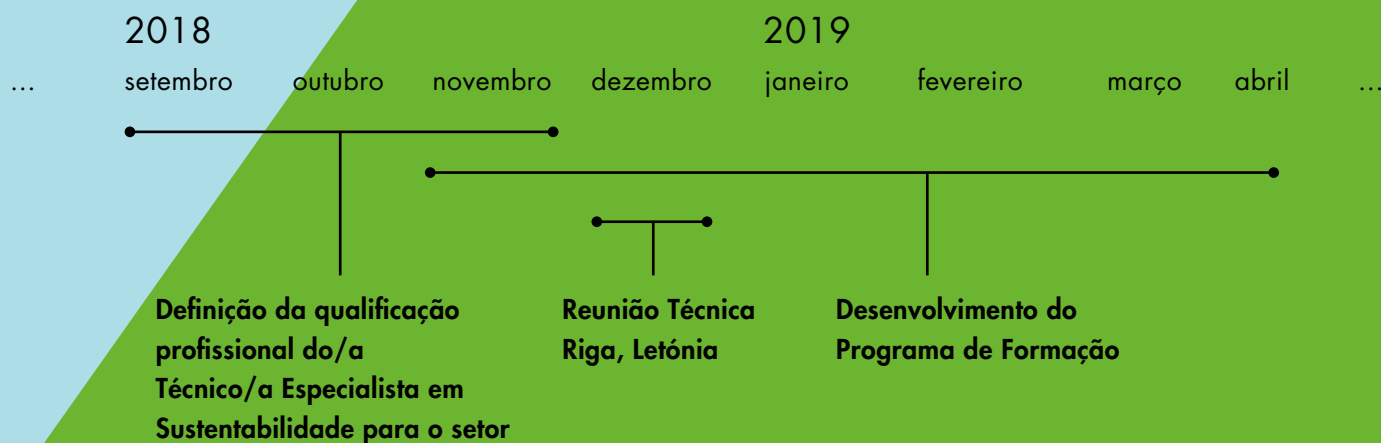 2018 2019
... setembro outubro novembro dezembro janeiro fevereiro março abril ...
Definição da qualificação
profissional do/a
Técnico/a Especialista em
Sustentabilidade para o setor
Reunião Técnica
Riga, Letónia
Desenvolvimento do
Programa de Formação